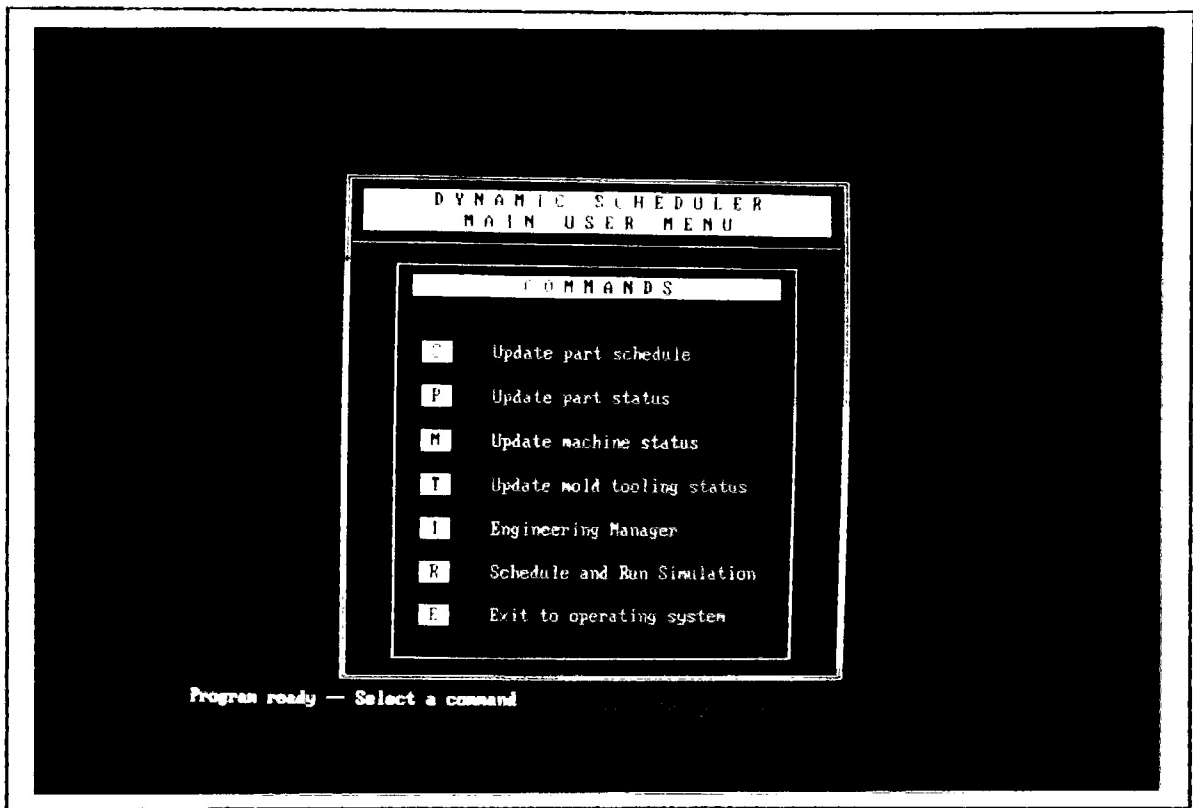 DYNAMIC SCHEDULER
MAIN USER MENU
COMMANDS
Update part schedule
P Update part status
M Update machine status
T Update mold tooling status
Engineering Manager
R Schedule and Run Simulation
E Exit to operating system
Program ready — Select a command